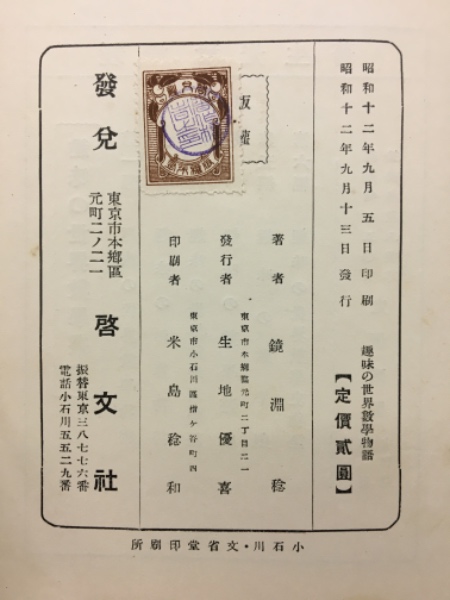 昭和十二年九月五日印刷
昭和十二年九月十三日發行
趣味の世界數學物語
【定價貳圓】
著者 鏡淵稔
東京市本鄕區元町二丁目二一
發行者 生地優喜
東京市小石川區指ヶ谷町四
印刷者 米島稔和
發兌
東京市本鄕區
元町二ノ二一
啓文社
振替東京三八七七六番
電話小石川五五二九番
小石川・文省堂印刷所